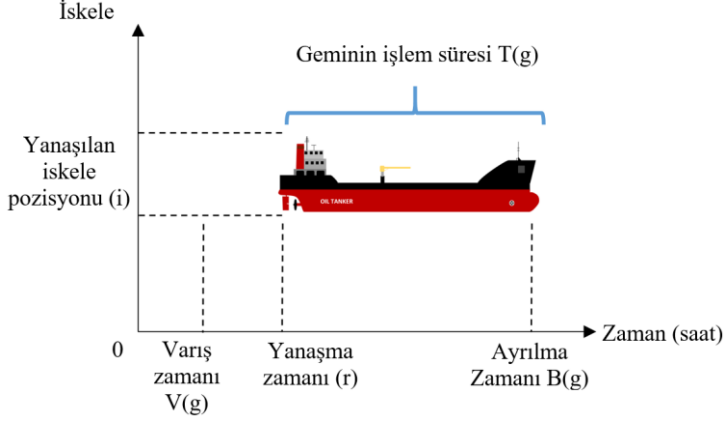 İskele
Geminin işlem süresi T(g)
Yanaşılan
iskele
pozisyonu (i)
OIL TANKER
Zaman (saat)
0
Varış
zamanı
V(g)
Yanaşma
zamanı (r)
Ayrılma
Zamanı B(g)